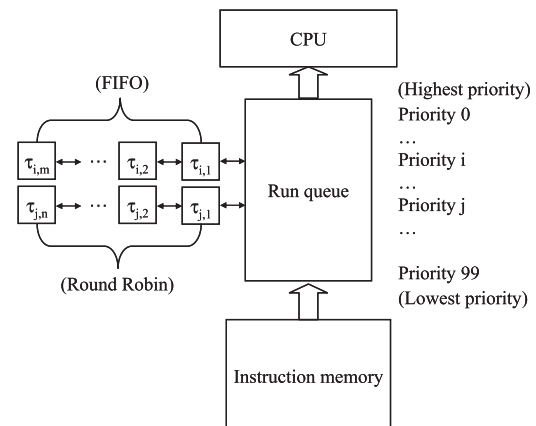 CPU
(FIFO)
(Highest priority)
Priority 0
...
τi,m ... τi,2 τi,1
Priority i
...
Run queue
τj,n ... τj,2 τj,1
Priority j
...
(Round Robin)
Priority 99
(Lowest priority)
Instruction memory